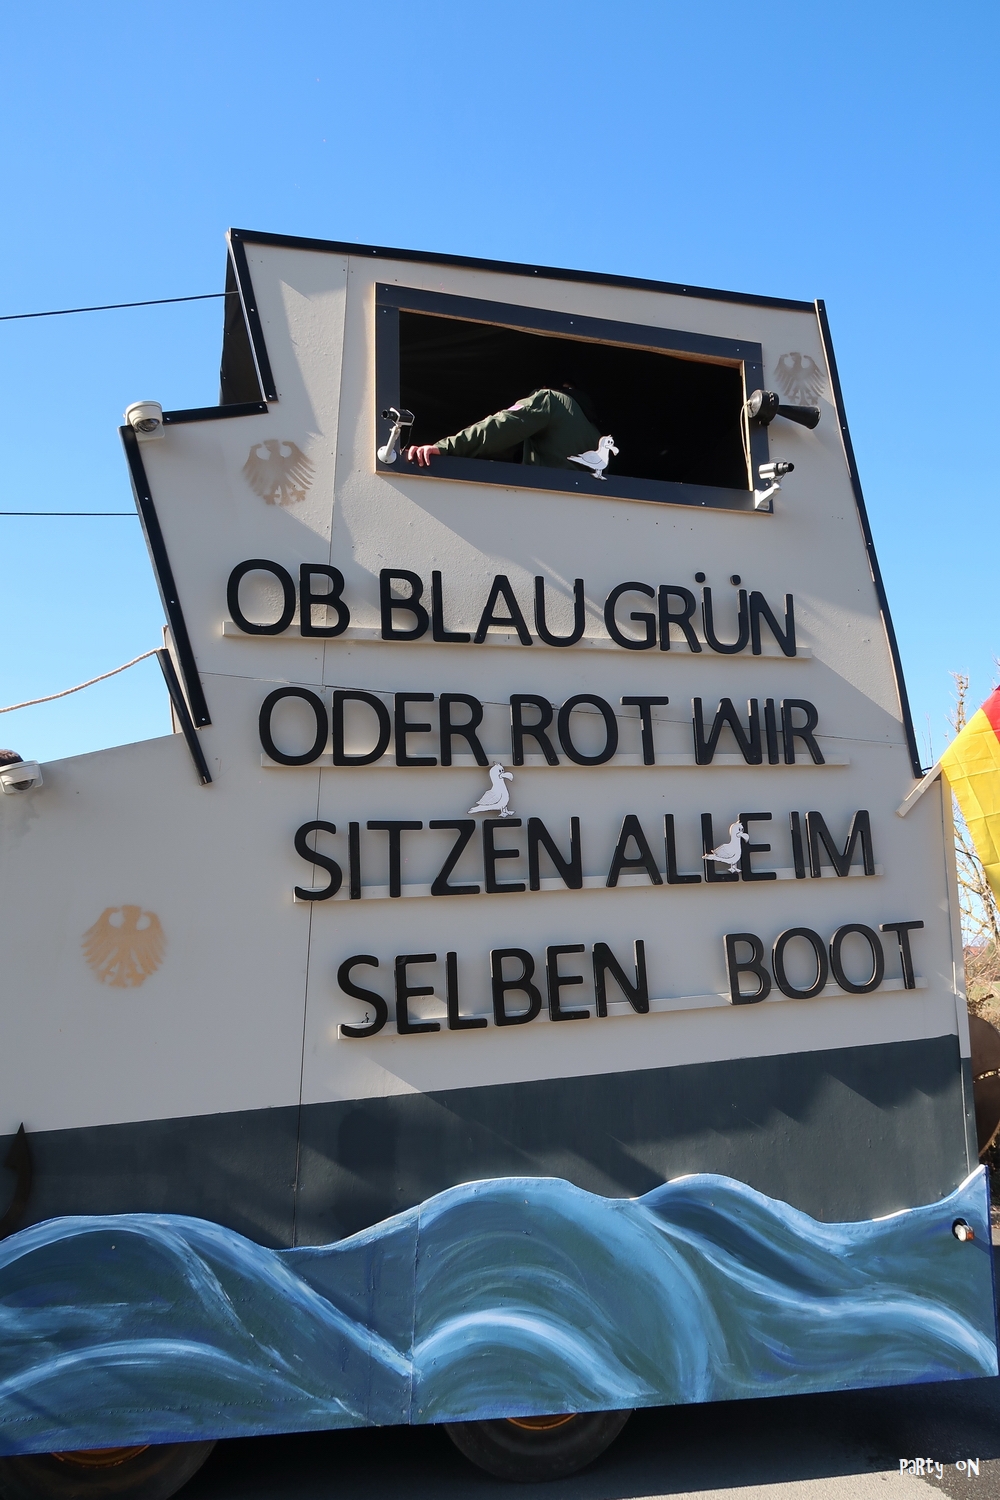 OB BLAU GRÜN
ODER ROT WIR
SITZEN ALLE IM
SELBEN BOOT
PaRty oN